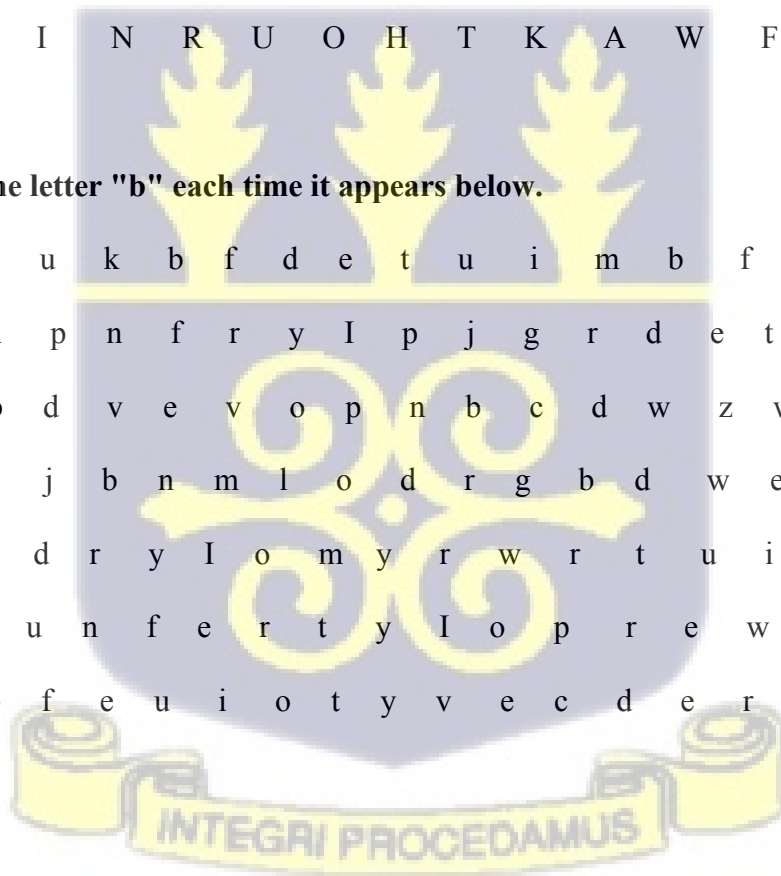 I N R U O H T K A W F
he letter "b" each time it appears below.
u k b f d e t u i m b f
p n f r y I p j g r d e t
d v e v o p n b c d w z
j b n m l o d r g b d w e
d r y I o m y r w r t u i
u n f e r t y I o p r e w
f e u i o t y v e c d e r
INTEGRI PROCEDAMUS